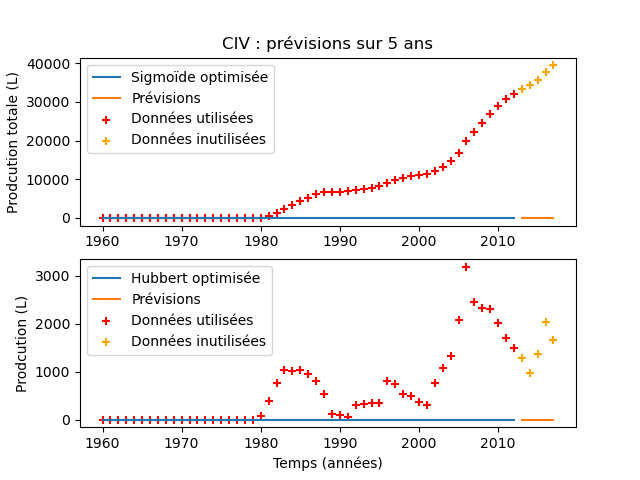 CIV : prévisions sur 5 ans
Prodcution totale (L)
40000
30000
20000
10000
0
Sigmoïde optimisée
Prévisions
Données utilisées
Données inutilisées
1960 1970 1980 1990 2000 2010
Prodcution (L)
3000
2000
1000
0
Hubbert optimisée
Prévisions
Données utilisées
Données inutilisées
1960 1970 1980 1990 2000 2010
Temps (années)